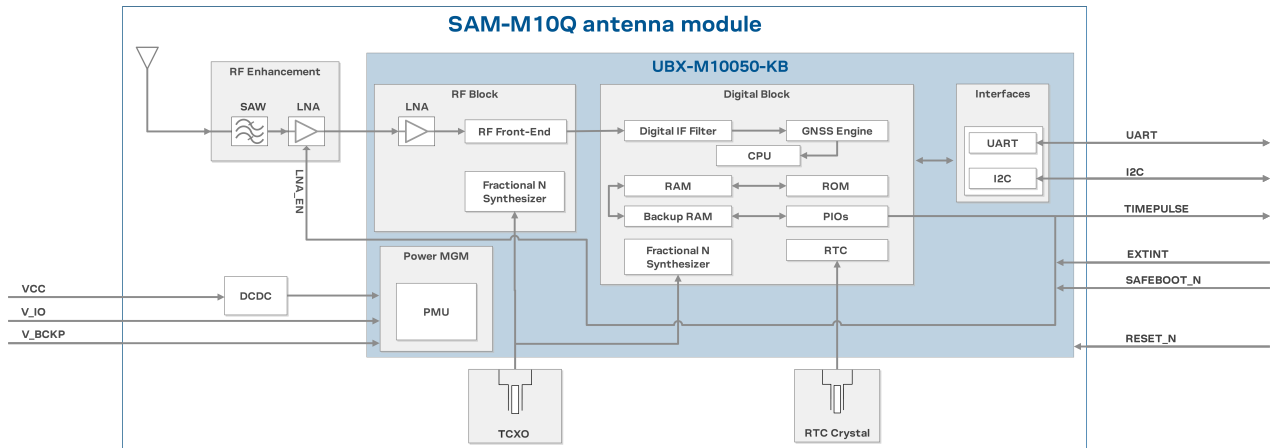 SAM-M10Q antenna module
RF Enhancement
SAW
LNA
LNA_EN
UBX-M10050-KB
RF Block
LNA
RF Front-End
Fractional N
Synthesizer
Digital Block
Digital IF Filter
GNSS Engine
CPU
RAM
ROM
Backup RAM
PIOs
Fractional N
Synthesizer
RTC
Interfaces
UART
I2C
UART
I2C
TIMEPULSE
EXTINT
SAFEBOOT_N
RESET_N
Power MGM
PMU
VCC
DCDC
V_IO
V_BCKP
TCXO
RTC Crystal